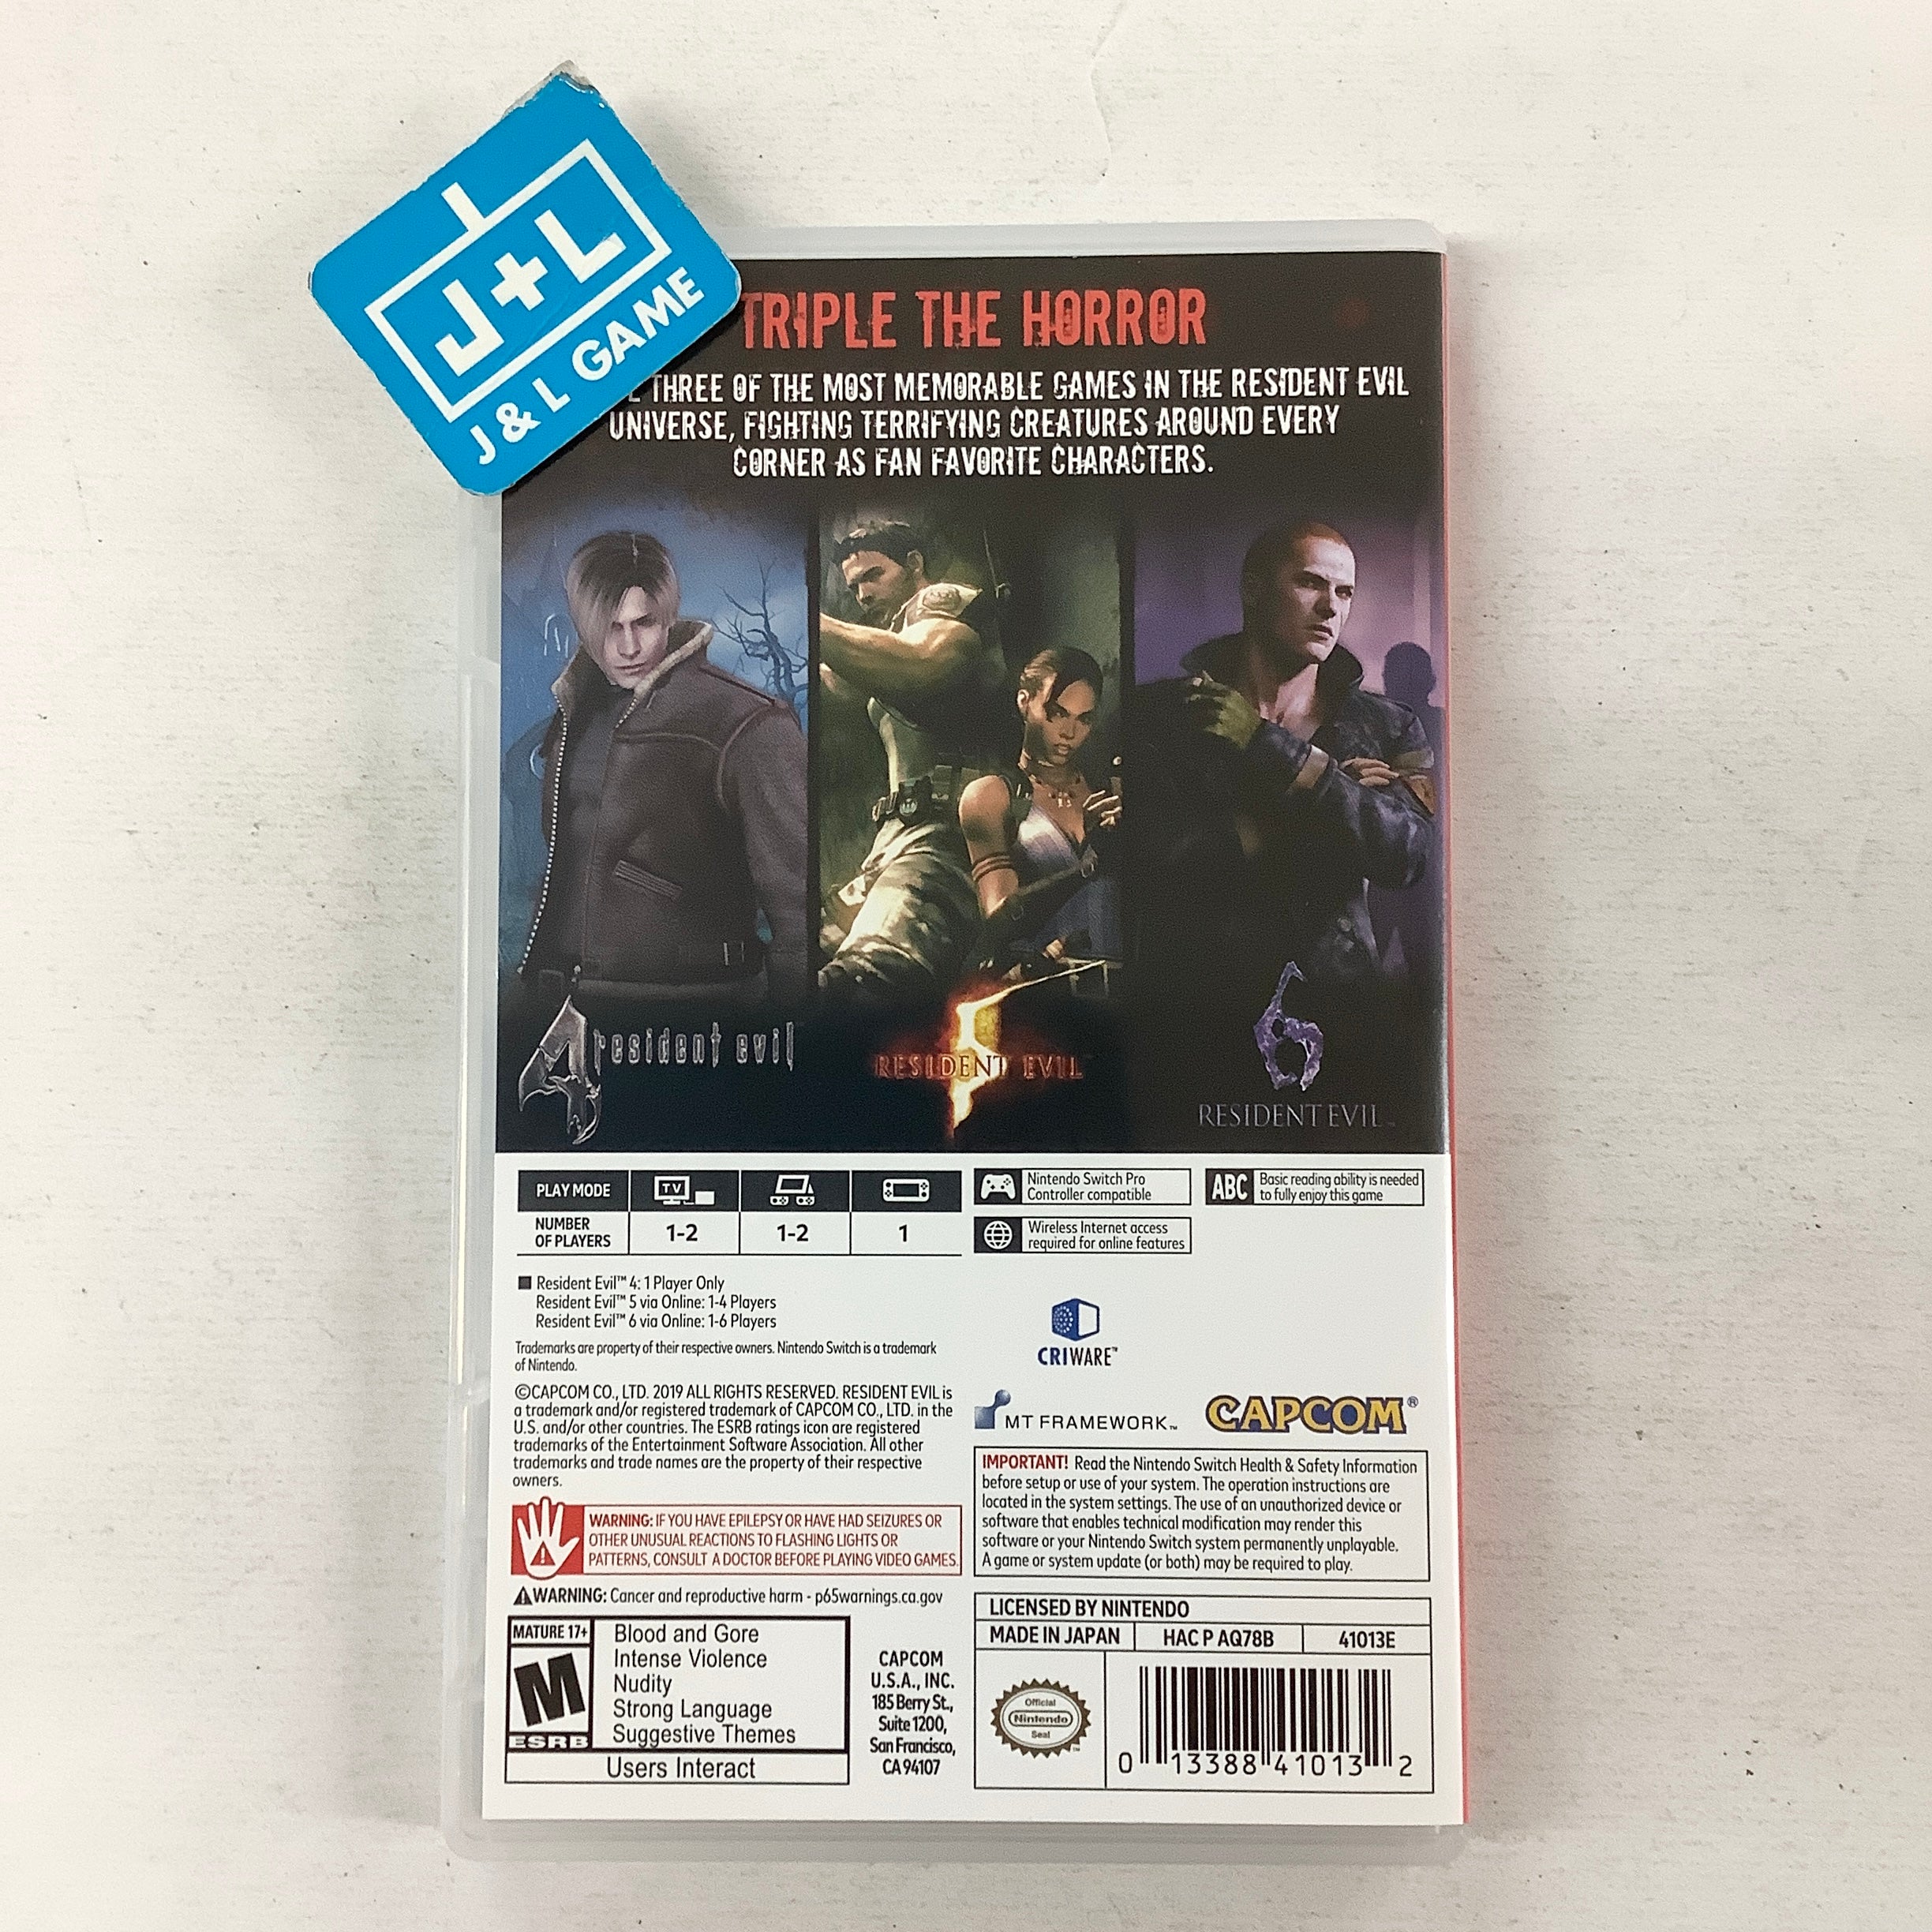 J+L
J & L GAME
TRIPLE THE HORROR
THREE OF THE MOST MEMORABLE GAMES IN THE RESIDENT EVIL
UNIVERSE, FIGHTING TERRIFYING CREATURES AROUND EVERY
CORNER AS FAN FAVORITE CHARACTERS.
4 resident evil™
5 RESIDENT EVIL™
6
RESIDENT EVIL™
PLAY MODE TV
NUMBER
OF PLAYERS 1-2 1-2 1
Nintendo Switch Pro
Controller compatible
ABC Basic reading ability is needed
to fully enjoy this game
Wireless Internet access
required for online features
■ Resident Evil™ 4: 1 Player Only
Resident Evil™ 5 via Online: 1-4 Players
Resident Evil™ 6 via Online: 1-6 Players
Trademarks are property of their respective owners. Nintendo Switch is a trademark
of Nintendo.
©CAPCOM CO., LTD. 2019 ALL RIGHTS RESERVED. RESIDENT EVIL is
a trademark and/or registered trademark of CAPCOM CO., LTD. in the
U.S. and/or other countries. The ESRB ratings icon are registered
trademarks of the Entertainment Software Association. All other
trademarks and trade names are the property of their respective
owners.
CRIWARE™
MT FRAMEWORK™
CAPCOM®
WARNING: IF YOU HAVE EPILEPSY OR HAVE HAD SEIZURES OR
OTHER UNUSUAL REACTIONS TO FLASHING LIGHTS OR
PATTERNS, CONSULT A DOCTOR BEFORE PLAYING VIDEO GAMES.
IMPORTANT! Read the Nintendo Switch Health & Safety Information
before setup or use of your system. The operation instructions are
located in the system settings. The use of an unauthorized device or
software that enables technical modification may render this
software or your Nintendo Switch system permanently unplayable.
A game or system update (or both) may be required to play.
⚠WARNING: Cancer and reproductive harm - p65warnings.ca.gov
MATURE 17+
M
ESRB
Blood and Gore
Intense Violence
Nudity
Strong Language
Suggestive Themes
Users Interact
CAPCOM
U.S.A., INC.
185 Berry St.,
Suite 1200,
San Francisco,
CA 94107
LICENSED BY NINTENDO
MADE IN JAPAN HAC P AQ78B 41013E
Official
Nintendo
Seal
0 13388 41013 2